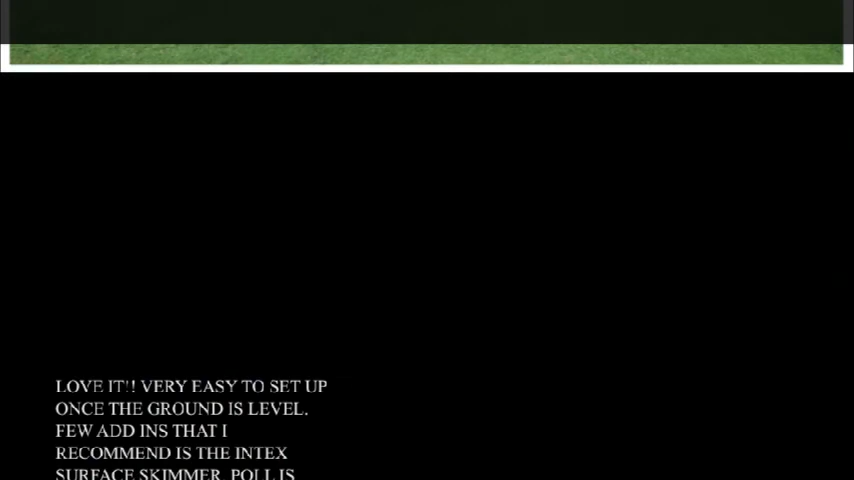 LOVE IT!! VERY EASY TO SET UP
ONCE THE GROUND IS LEVEL.
FEW ADD INS THAT I
RECOMMEND IS THE INTEX
SURFACE SKIMMER. POLL IS